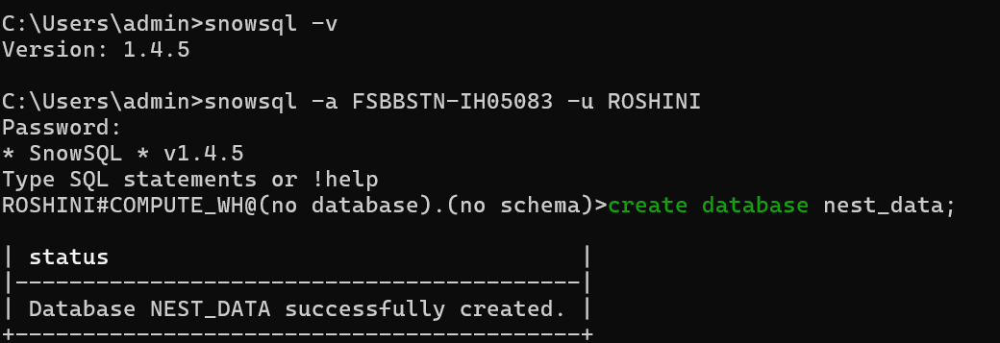 C:\Users\admin>snowsql -v
Version: 1.4.5
C:\Users\admin>snowsql -a FSBBSTN-IH05083 -u ROSHINI
Password:
* SnowSQL * v1.4.5
Type SQL statements or !help
ROSHINI#COMPUTE_WH@(no database).(no schema)>create database nest_data;
| status                                   |
|------------------------------------------|
| Database NEST_DATA successfully created. |
+------------------------------------------+